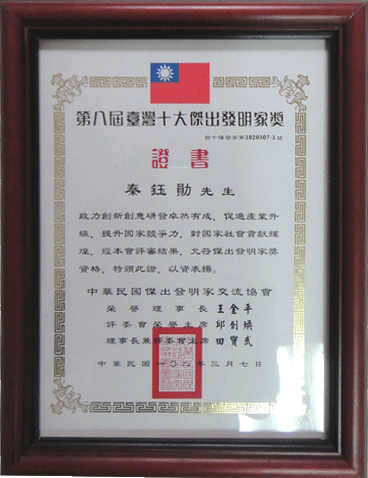 第八屆臺灣十大傑出發明家獎
台十傑發字第1020307-3號
證書
秦鈺勛先生
致力創新創意研發卓然有成，促進產業升
級，提升國家競爭力，對國家社會貢獻輝
煌，經本會評審結果，允符傑出發明家獎
資格，特頒此證，以資表揚。
中華民國傑出發明家交流協會
榮譽理事長王金平
評委會榮譽主席邱創煥
理事長兼評委會主席田寶武
中華民國一〇二年三月七日